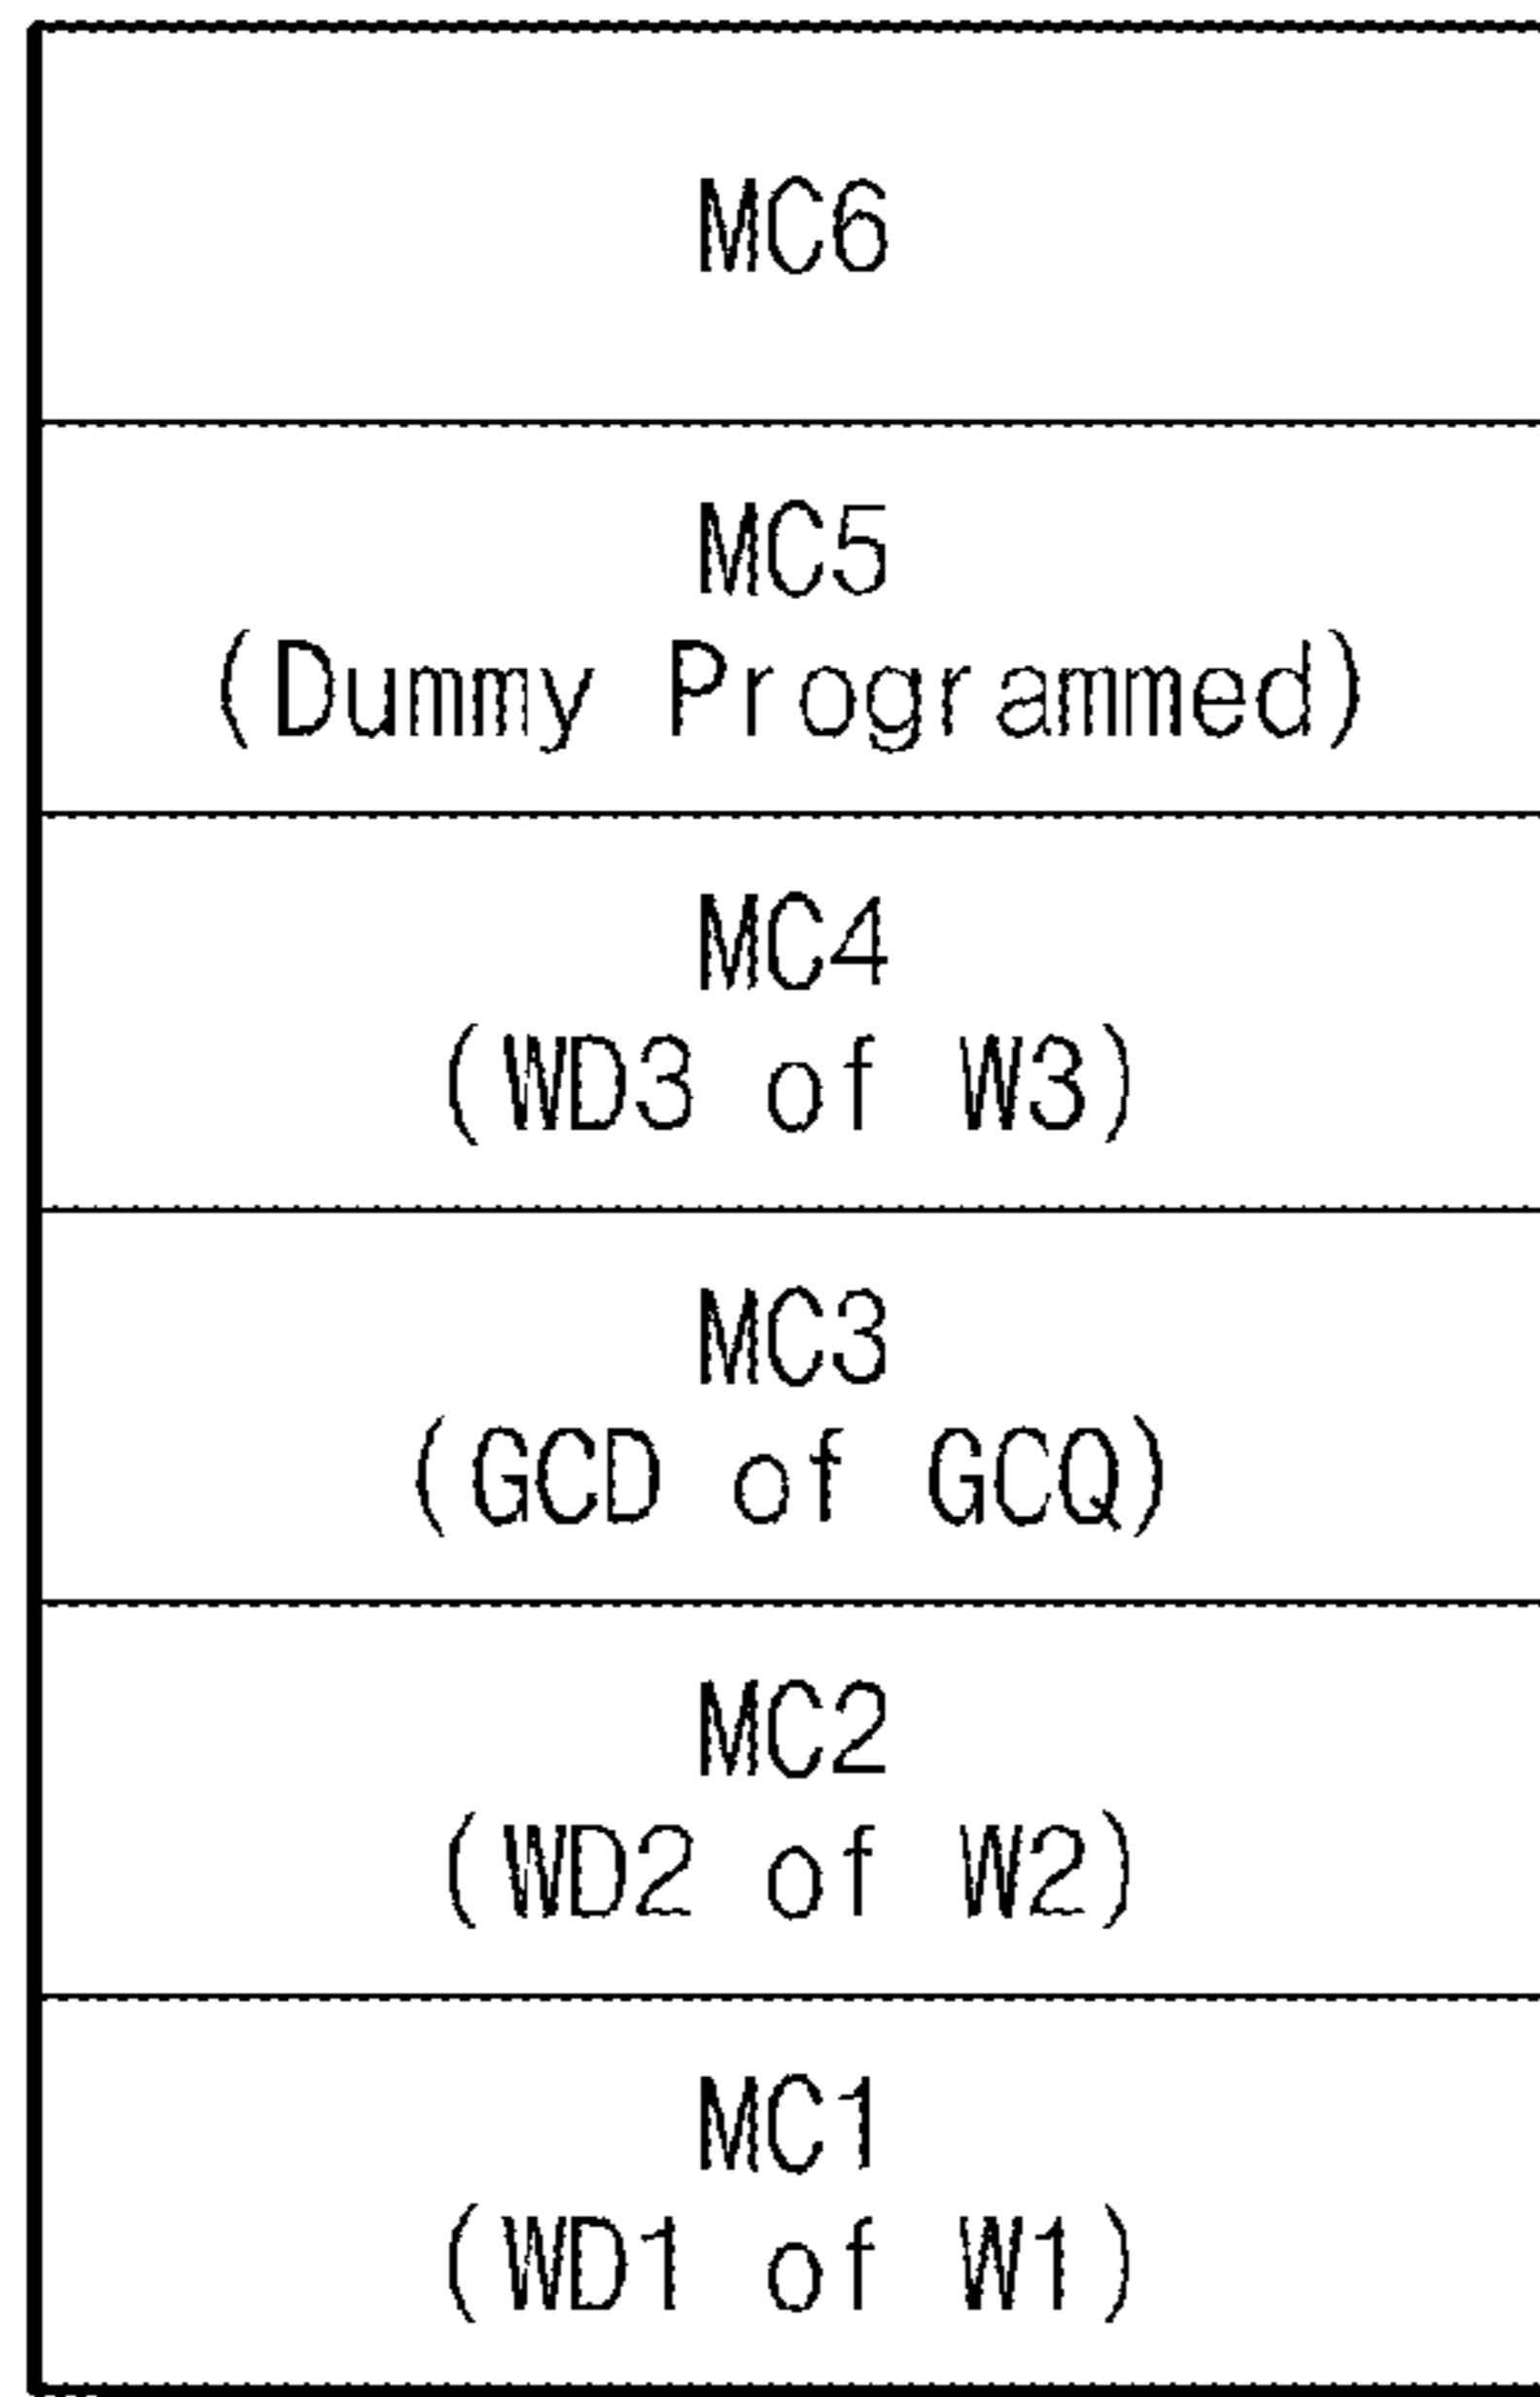 MC6
MC5
(Dummy Programmed)
MC4
(WD3 of W3)
MC3
(GCD of GCQ)
MC2
(WD2 of W2)
MC1
(WD1 of W1)